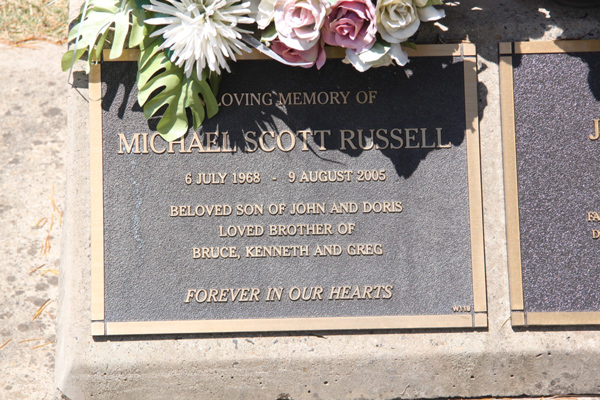 LOVING MEMORY OF
MICHAEL SCOTT RUSSELL
6 JULY 1968 - 9 AUGUST 2005
BELOVED SON OF JOHN AND DORIS
LOVED BROTHER OF
BRUCE, KENNETH AND GREG
FOREVER IN OUR HEARTS
J
FA
D